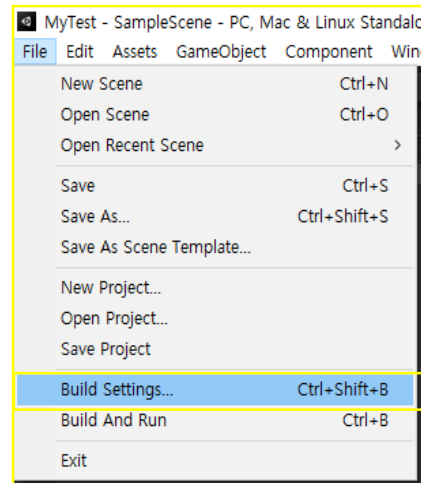 MyTest - SampleScene - PC, Mac & Linux Standalo
File Edit Assets GameObject Component Win
New Scene Ctrl+N
Open Scene Ctrl+O
Open Recent Scene >
Save Ctrl+S
Save As... Ctrl+Shift+S
Save As Scene Template...
New Project...
Open Project...
Save Project
Build Settings... Ctrl+Shift+B
Build And Run Ctrl+B
Exit